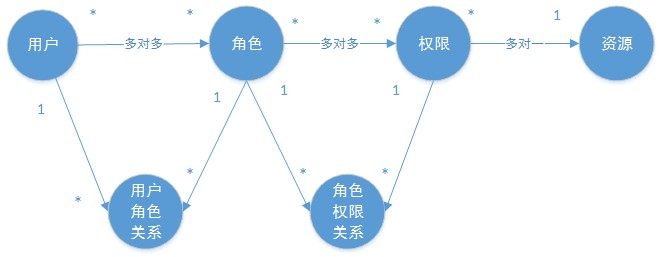 * * * * * 1
用户 多对多 角色 多对多 权限 多对一 资源
1 1 1 1
* * * *
用户
角色
关系
角色
权限
关系